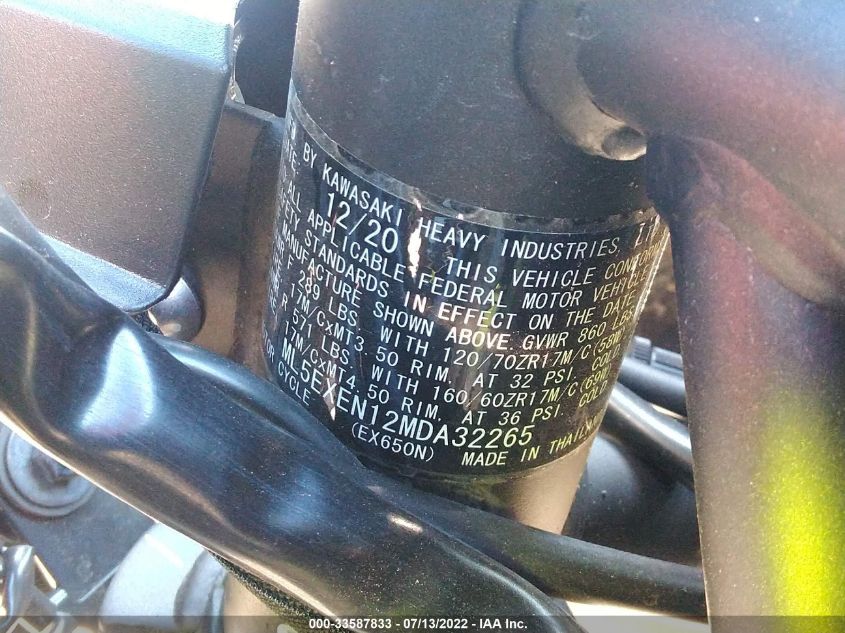 BY KAWASAKI HEAVY INDUSTRIES,
12/20 THIS VEHICLE
ALL APPLICABLE FEDERAL MOTOR VEHICLE
STANDARDS IN EFFECT ON THE DATE
MANUFACTURE SHOWN ABOVE. GVWR 860 LBS
F 289 LBS. WITH 120/70ZR17M/C(58W)
17M/CxMT3.50 RIM. AT 32 PSI. COLD
R 571 LBS. WITH 160/60ZR17M/C(69W)
17M/CxMT4.50 RIM. AT 36 PSI. COLD
ML5EXEN12MDA32265
CYCLE (EX650N) MADE IN THAILAND
000-33587833 - 07/13/2022 - IAA Inc.